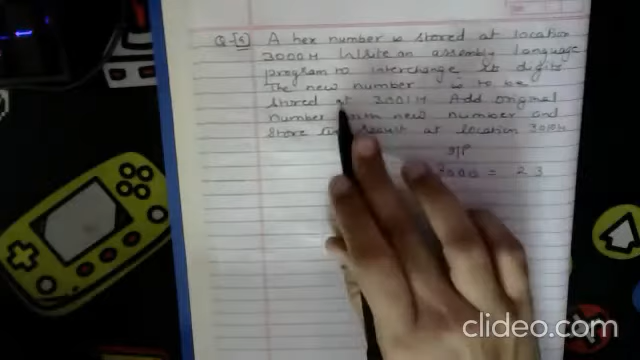 Q-[5] A hex number is stored at location
3000H Write an assembly language
program to interchange its digits
The new number is to be
stored at 3001H Add original
number with new number and
store the result at location
I/P
3000 = 23
clideo.com